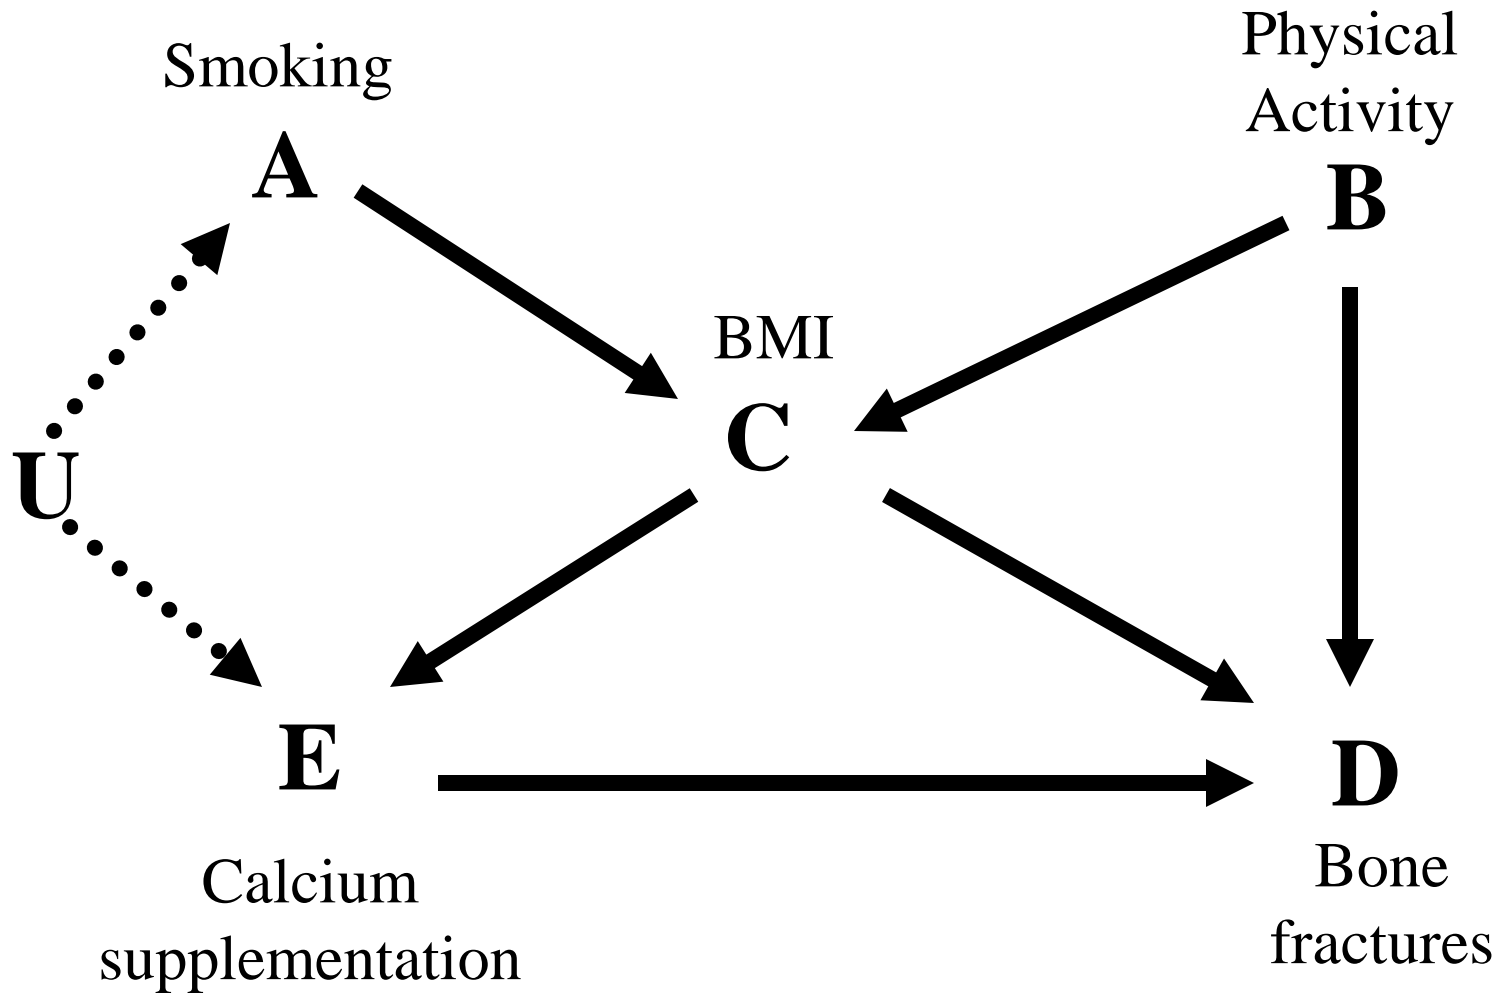 Smoking
A
Physical
Activity
B
BMI
C
U
E
Calcium
supplementation
D
Bone
fractures